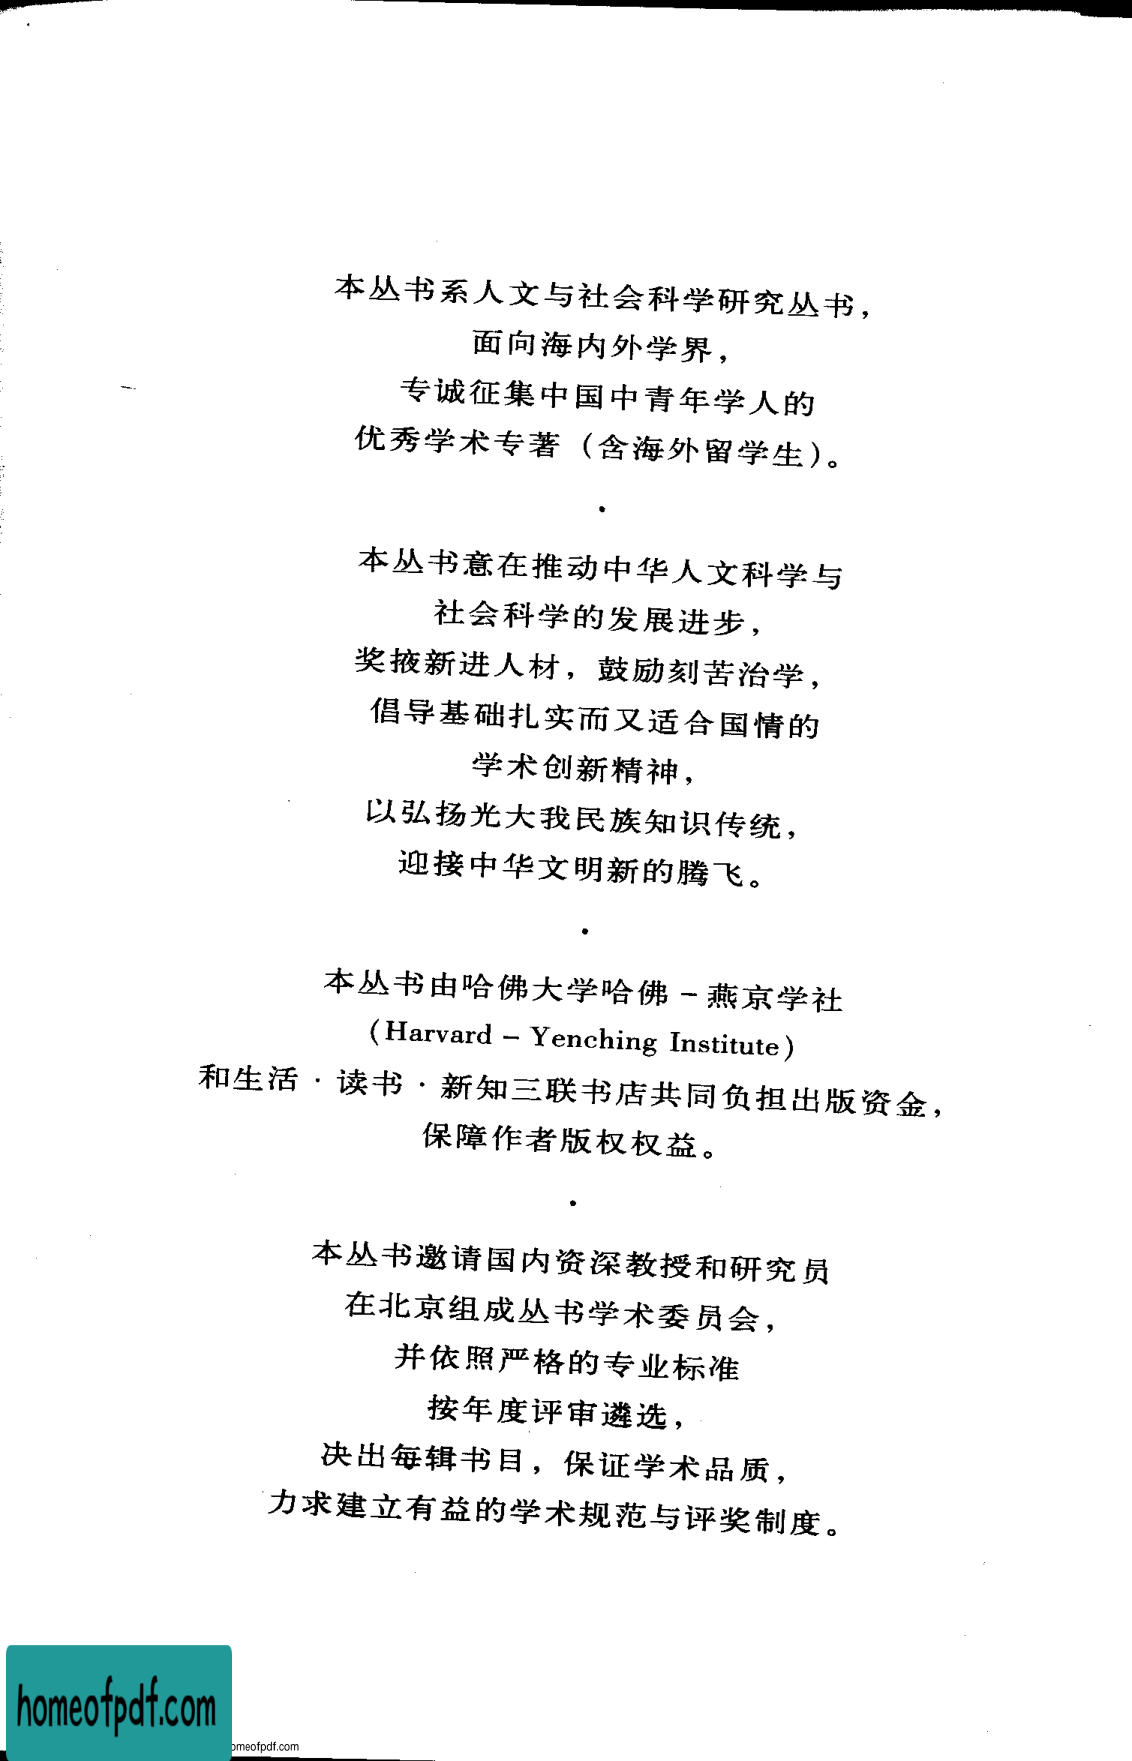 本丛书系人文与社会科学研究丛书，
面向海内外学界，
专诚征集中国中青年学人的
优秀学术专著（含海外留学生）。
·
本丛书意在推动中华人文科学与
社会科学的发展进步，
奖掖新进人材，鼓励刻苦治学，
倡导基础扎实而又适合国情的
学术创新精神，
以弘扬光大我民族知识传统，
迎接中华文明新的腾飞。
·
本丛书由哈佛大学哈佛－燕京学社
（Harvard－Yenching Institute）
和生活·读书·新知三联书店共同负担出版资金，
保障作者版权权益。
·
本丛书邀请国内资深教授和研究员
在北京组成丛书学术委员会，
并依照严格的专业标准
按年度评审遴选，
决出每辑书目，保证学术品质，
力求建立有益的学术规范与评奖制度。
homeofpdf.com
omeofpdf.com